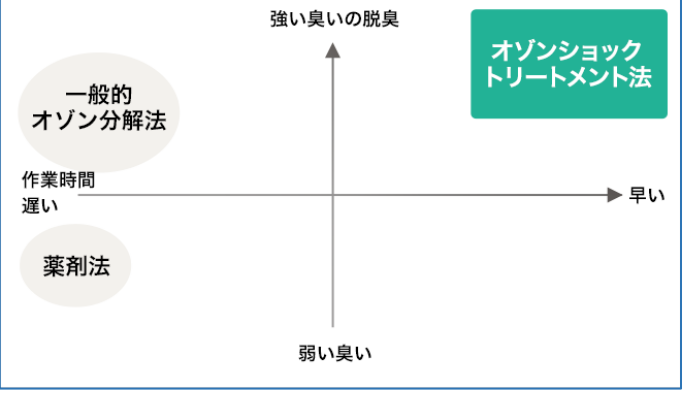 強い臭いの脱臭
オゾンショック
トリートメント法
一般的
オゾン分解法
作業時間
遅い
早い
薬剤法
弱い臭い